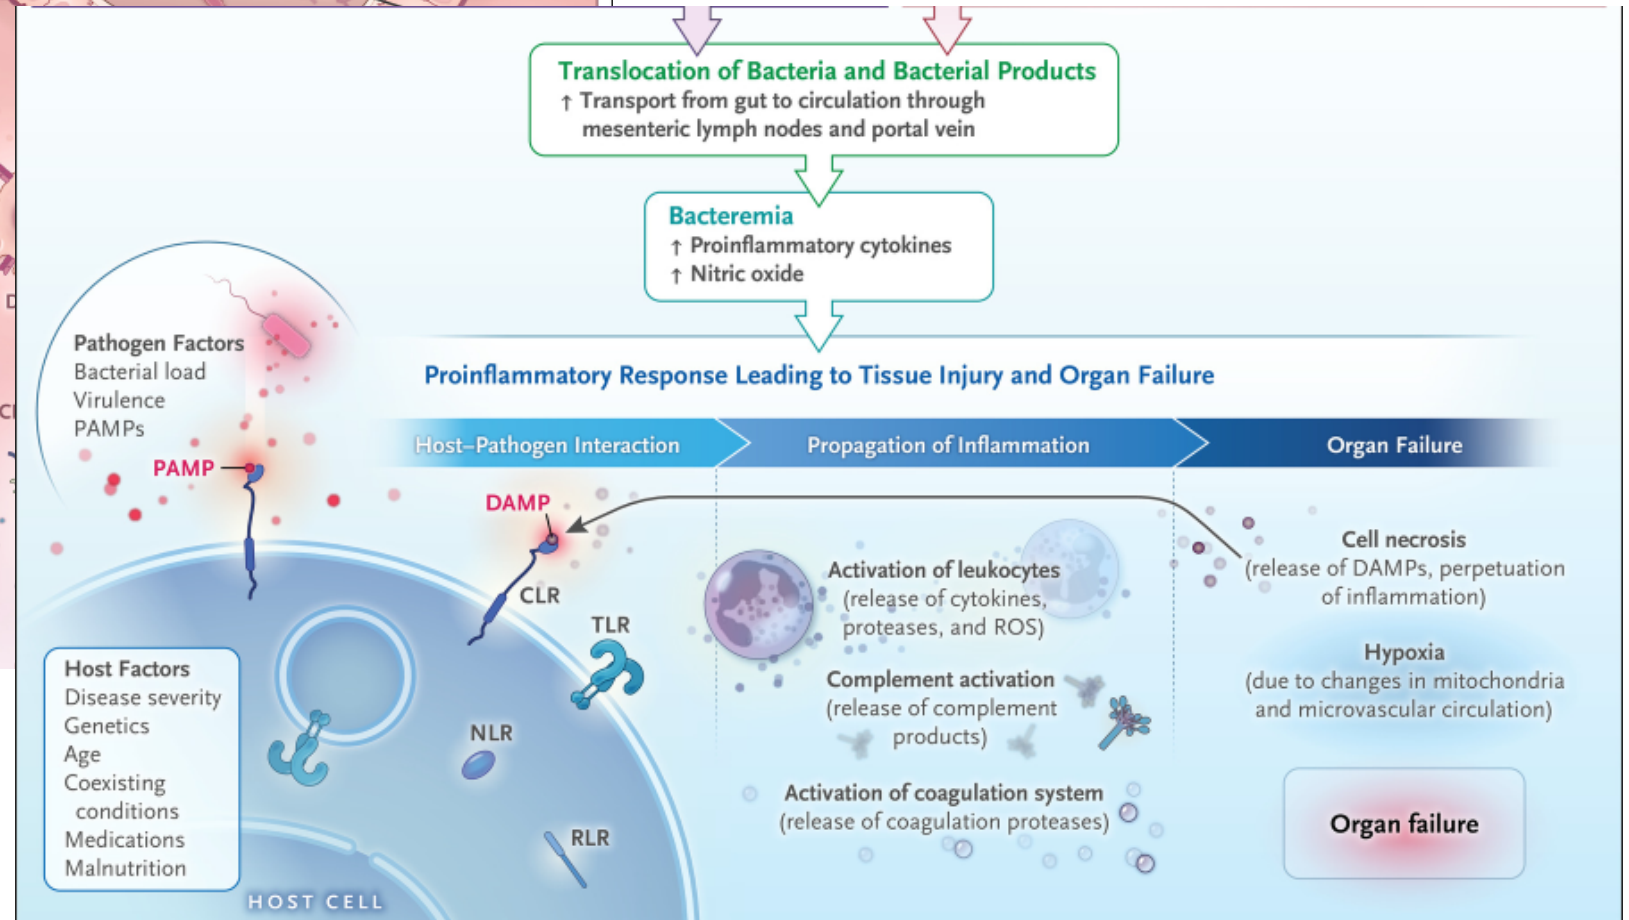 Translocation of Bacteria and Bacterial Products
↑ Transport from gut to circulation through
mesenteric lymph nodes and portal vein
Bacteremia
↑ Proinflammatory cytokines
↑ Nitric oxide
Pathogen Factors
Bacterial load
Virulence
PAMPs
PAMP
Proinflammatory Response Leading to Tissue Injury and Organ Failure
Host–Pathogen Interaction
Propagation of Inflammation
Organ Failure
DAMP
CLR
TLR
NLR
RLR
Host Factors
Disease severity
Genetics
Age
Coexisting
conditions
Medications
Malnutrition
HOST CELL
Activation of leukocytes
(release of cytokines,
proteases, and ROS)
Complement activation
(release of complement
products)
Activation of coagulation system
(release of coagulation proteases)
Cell necrosis
(release of DAMPs, perpetuation
of inflammation)
Hypoxia
(due to changes in mitochondria
and microvascular circulation)
Organ failure